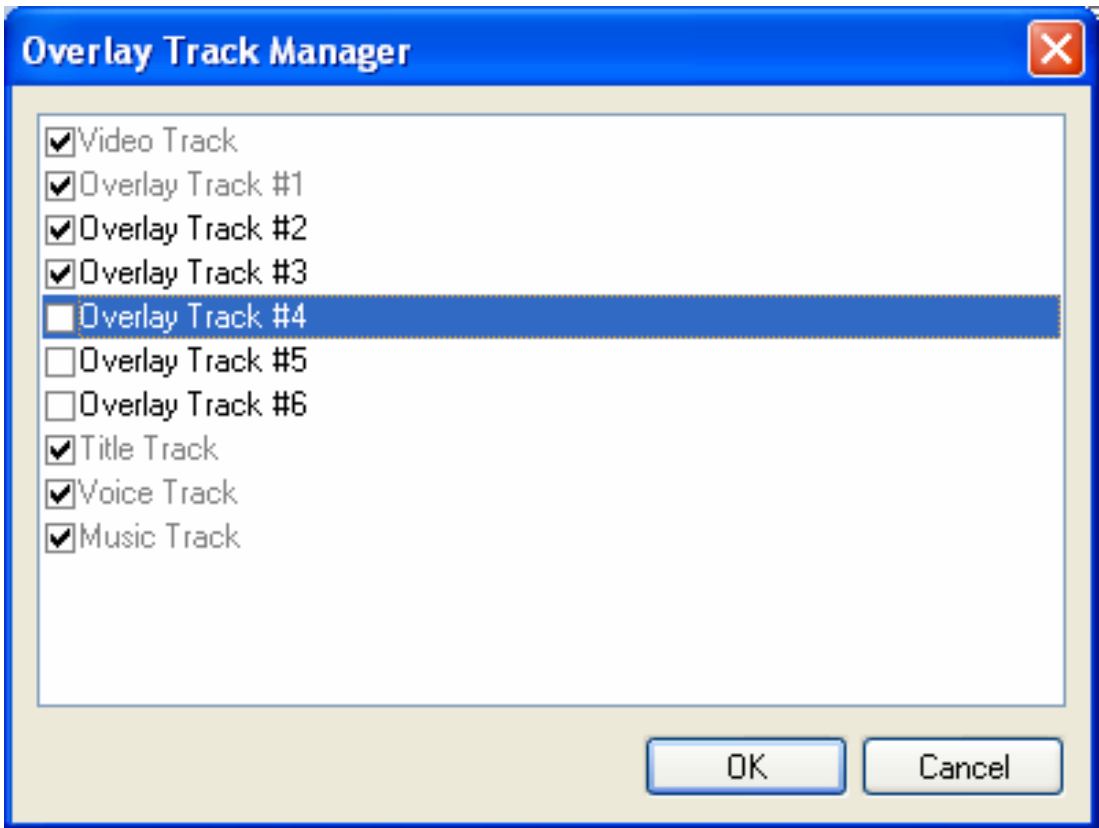 Overlay Track Manager
Video Track
Overlay Track #1
Overlay Track #2
Overlay Track #3
Overlay Track #4
Overlay Track #5
Overlay Track #6
Title Track
Voice Track
Music Track
OK Cancel